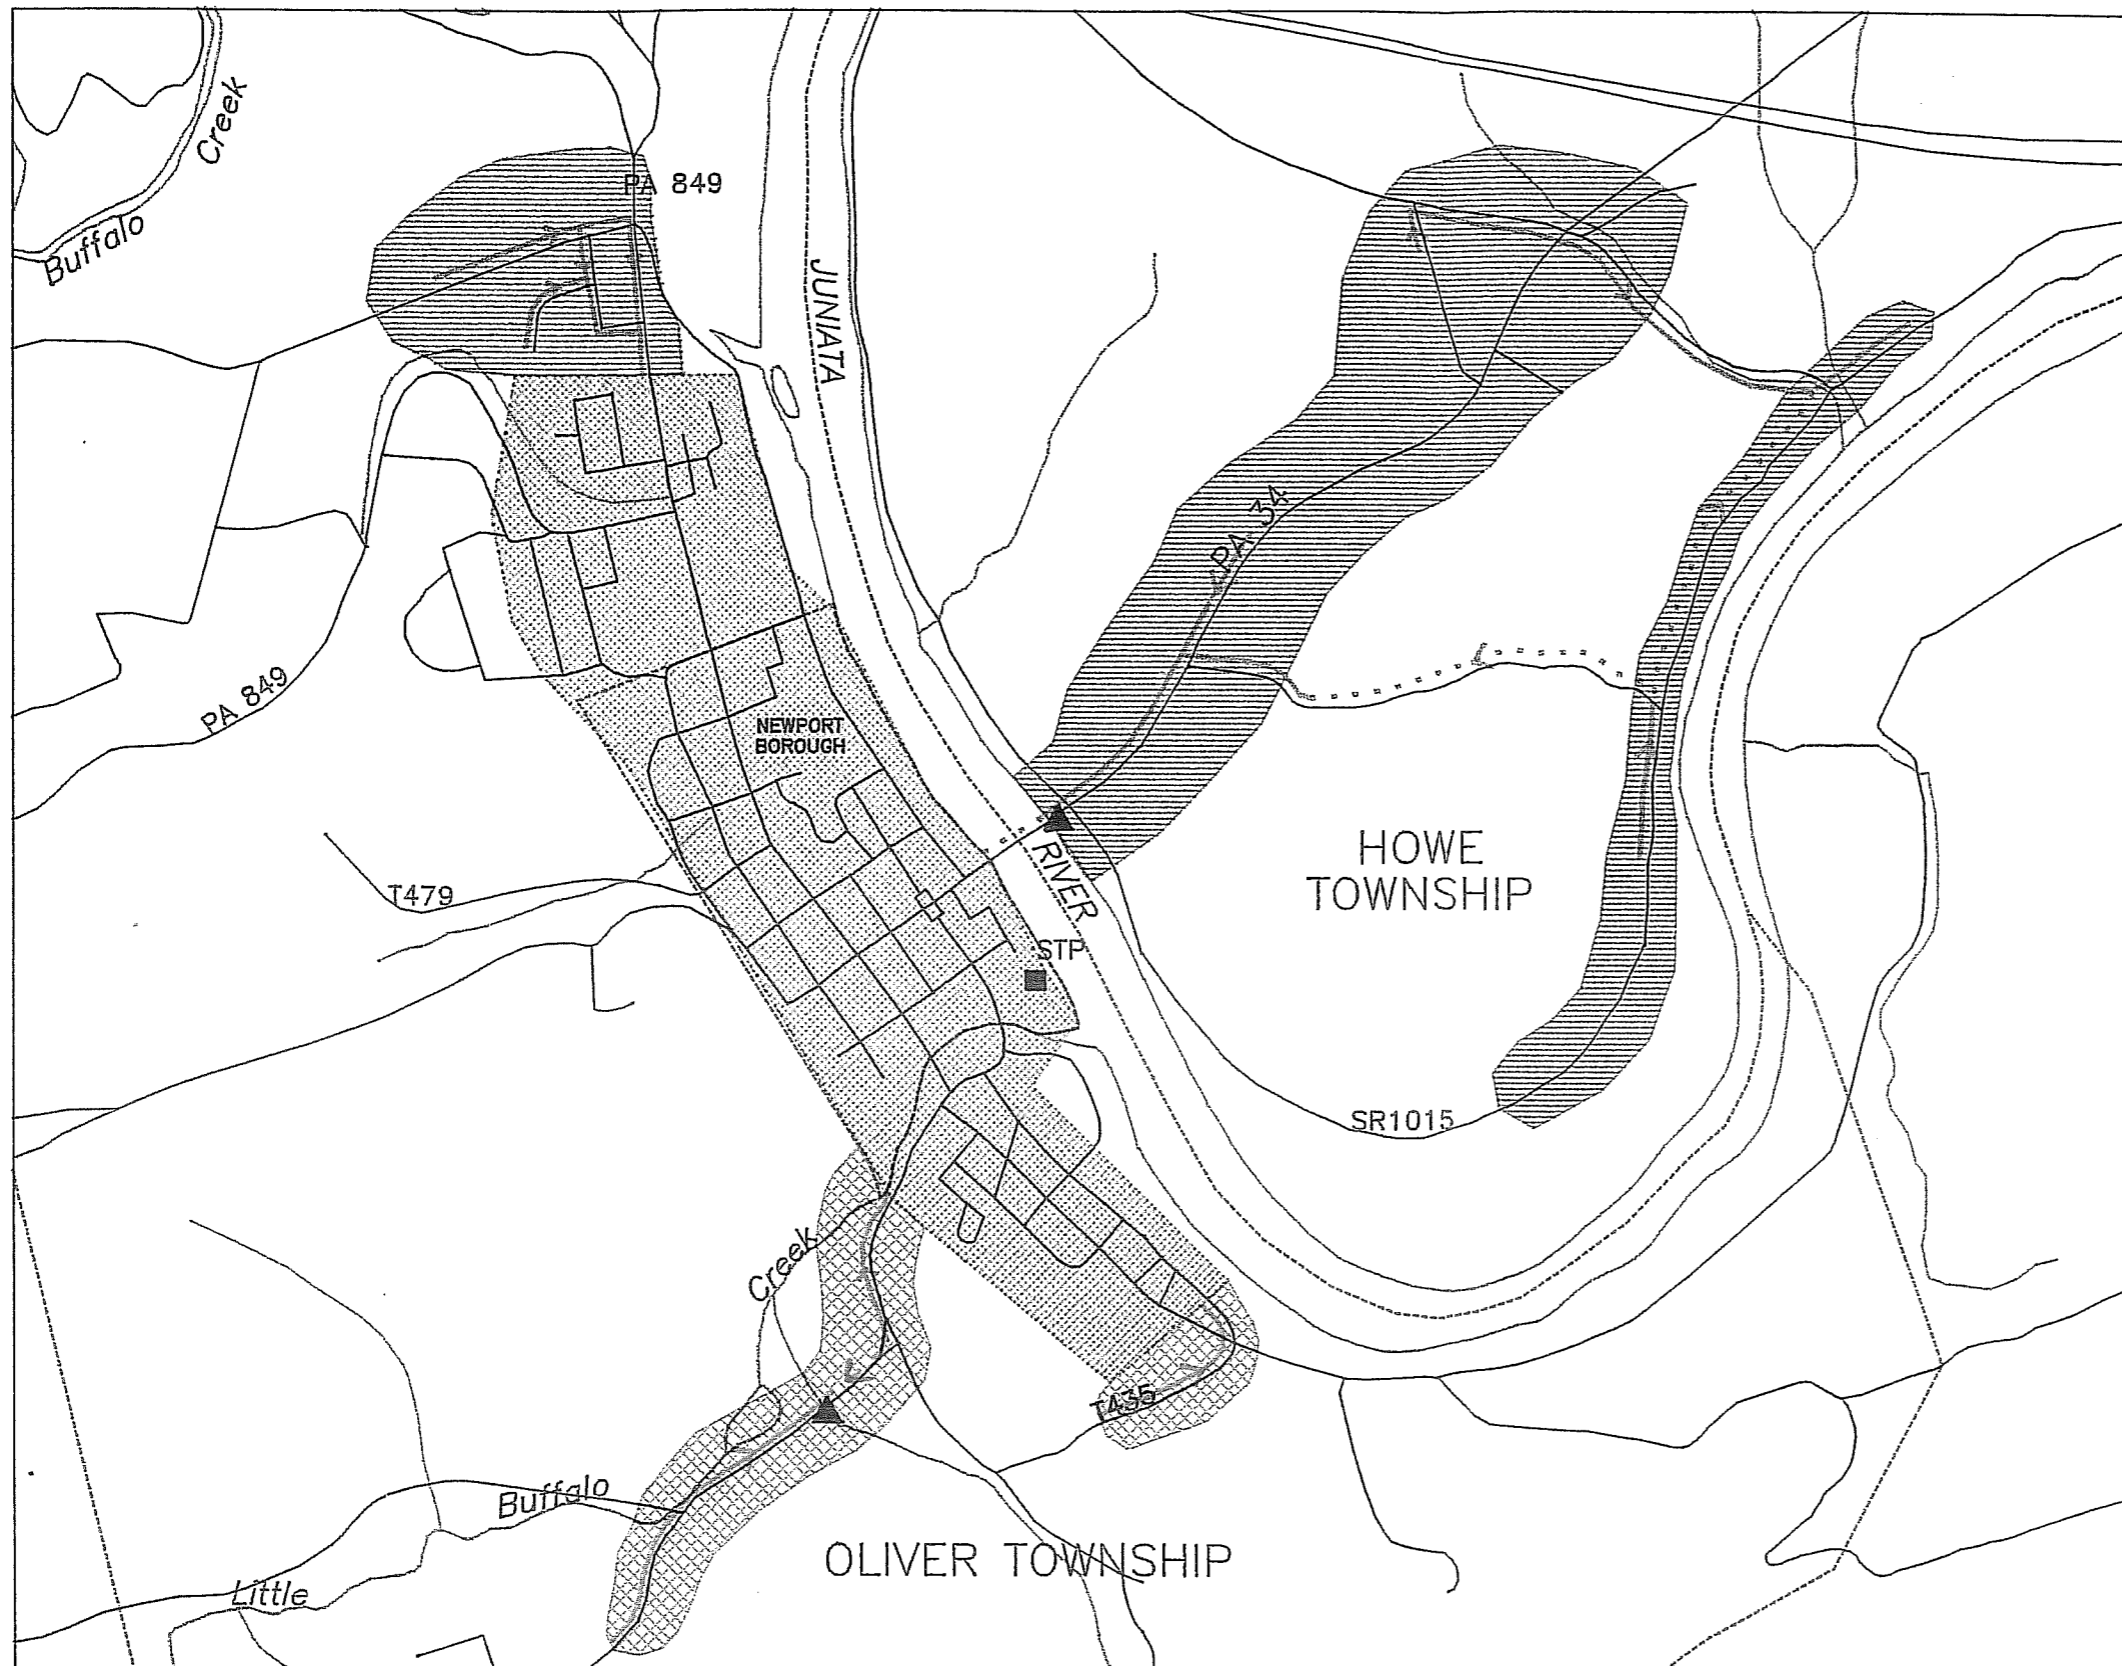 Creek
Buffalo
PA 849
JUNIATA
PA 34
PA 849
NEWPORT
BOROUGH
HOWE
TOWNSHIP
RIVER
T479
STP
SR1015
Creek
T435
Buffalo
OLIVER TOWNSHIP
Little